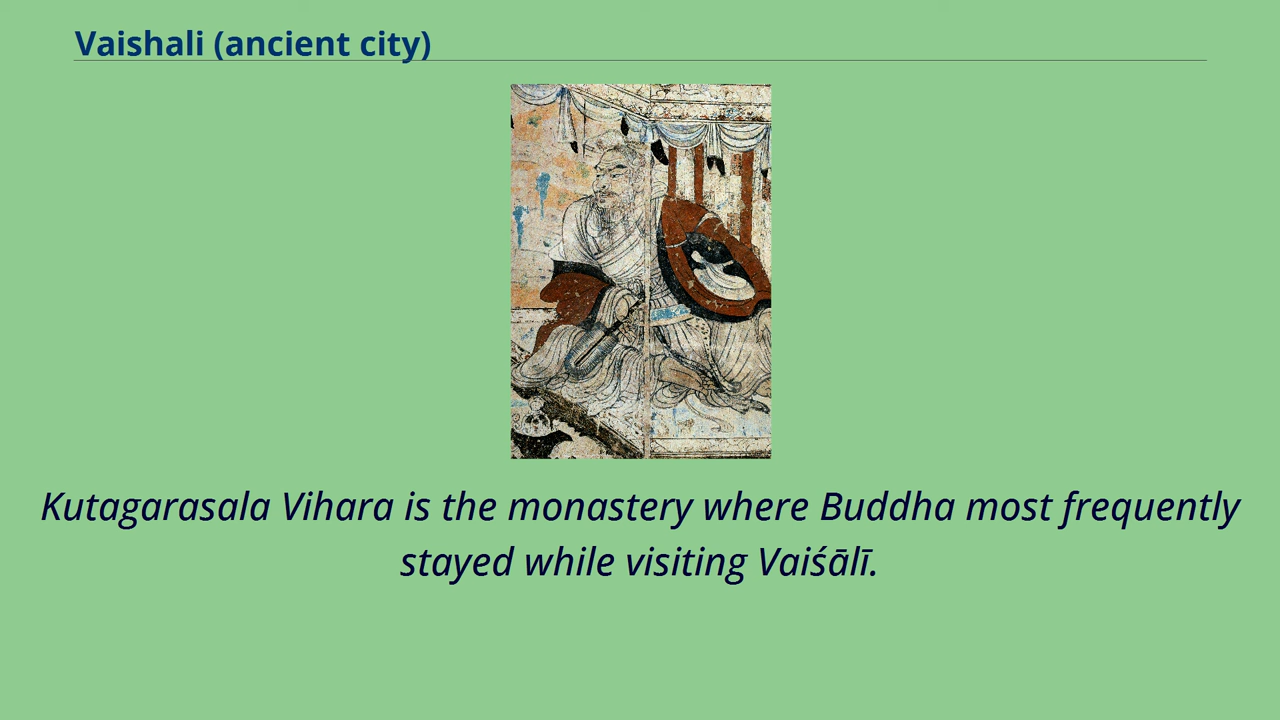 Vaishali (ancient city)
Kutagarasala Vihara is the monastery where Buddha most frequently
stayed while visiting Vaiśālī.